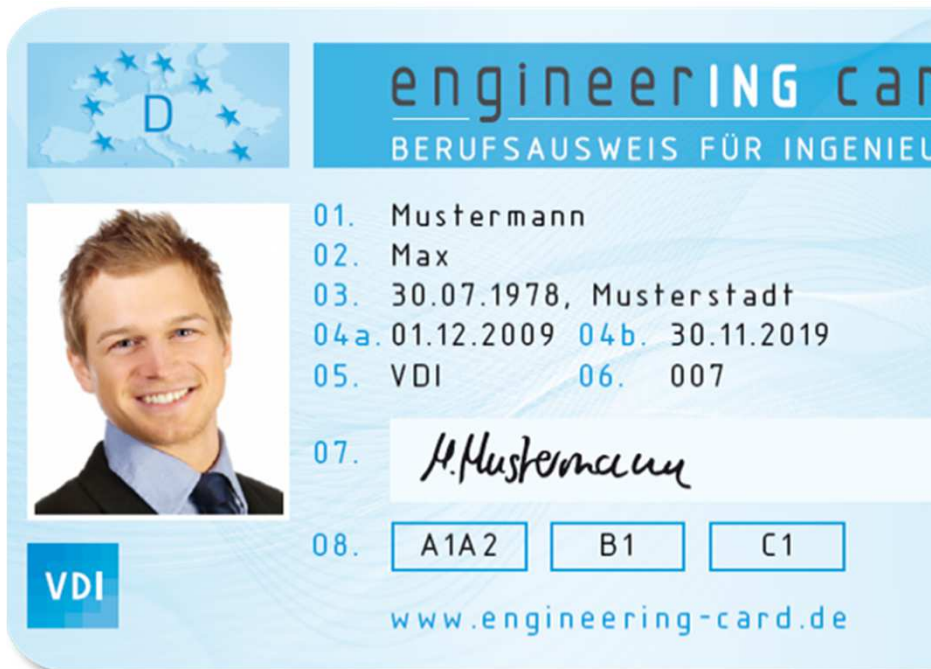 D
engineerING car
BERUFSAUSWEIS FÜR INGENIEU
01. Mustermann
02. Max
03. 30.07.1978, Musterstadt
04a. 01.12.2009 04b. 30.11.2019
05. VDI 06. 007
07. M.Mustermann
08. A1A2 B1 C1
VDI
www.engineering-card.de